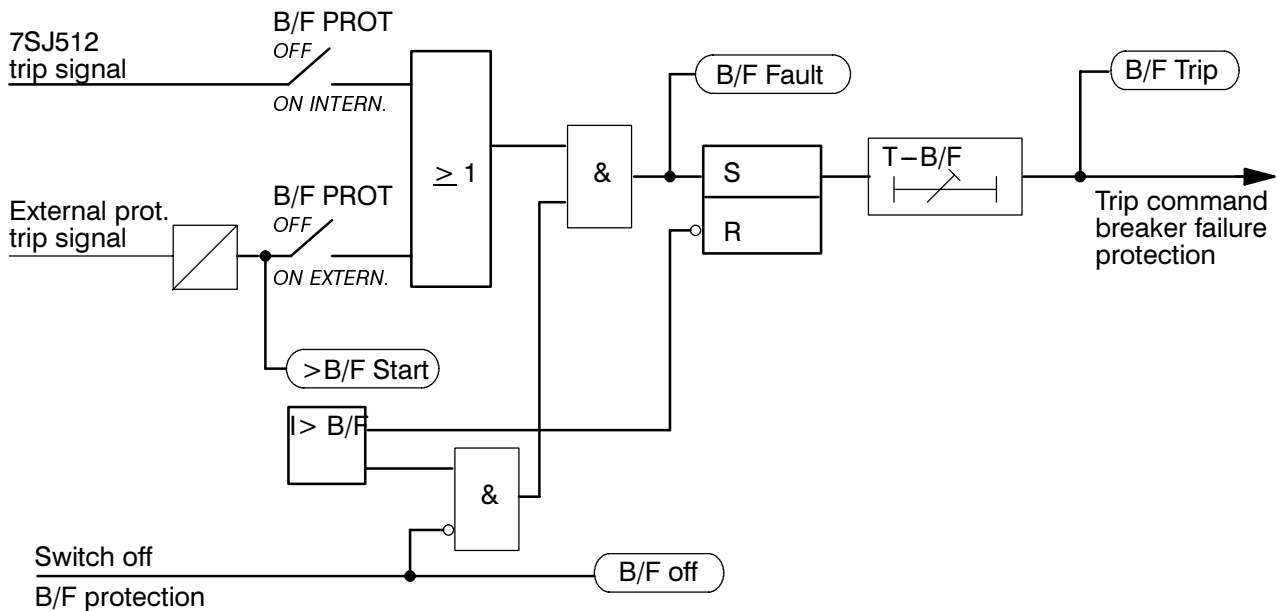 7SJ512
trip signal
B/F PROT
OFF
ON INTERN.
≥ 1
&
B/F Fault
B/F Trip
External prot.
trip signal
B/F PROT
OFF
ON EXTERN.
S
R
T–B/F
Trip command
breaker failure
protection
>B/F Start
I> B/F
&
Switch off
B/F protection
B/F off